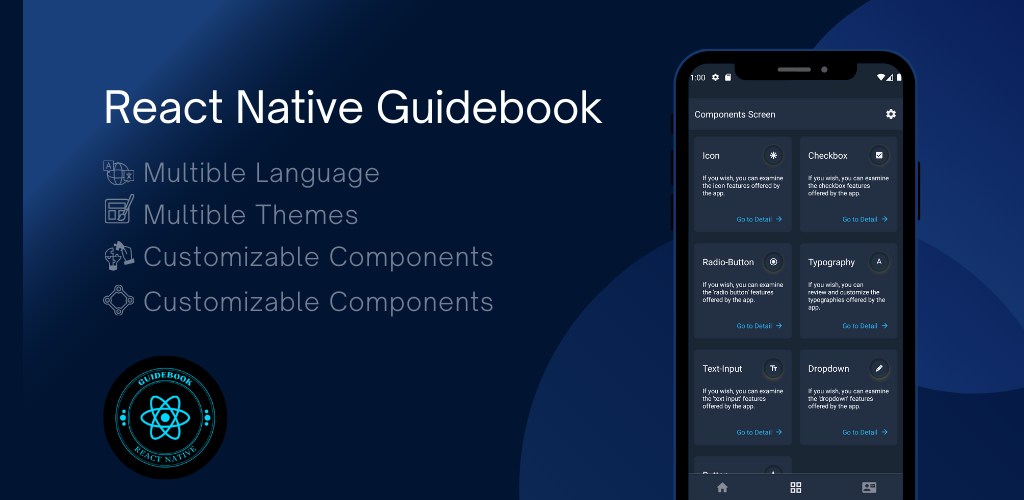 React Native Guidebook
Multible Language
Multible Themes
Customizable Components
Customizable Components
GUIDEBOOK
REACT NATIVE
1:00
Components Screen
Icon
If you wish, you can examine
the icon features offered by
the app.
Go to Detail
Checkbox
If you wish, you can examine
the checkbox features
offered by the app.
Go to Detail
Radio-Button
If you wish, you can examine
the 'radio button' features
offered by the app.
Go to Detail
Typography
A
If you wish, you can
review and customize the
typographies offered by the
app.
Go to Detail
Text-Input
TT
If you wish, you can examine
the 'text input' features
offered by the app.
Go to Detail
Dropdown
If you wish, you can examine
the 'dropdown' features
offered by the app.
Go to Detail